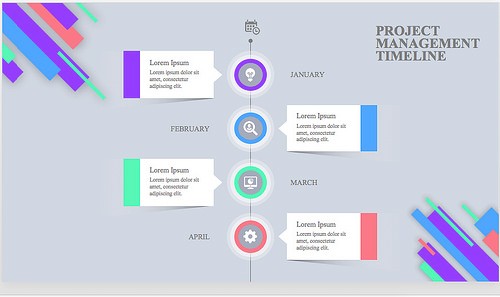 PROJECT
MANAGEMENT
TIMELINE
Lorem Ipsum
Lorem ipsum dolor sit
amet, consectetur
adipiscing elit.
JANUARY
FEBRUARY
Lorem Ipsum
Lorem ipsum dolor sit
amet, consectetur
adipiscing elit.
Lorem Ipsum
Lorem ipsum dolor sit
amet, consectetur
adipiscing elit.
MARCH
APRIL
Lorem Ipsum
Lorem ipsum dolor sit
amet, consectetur
adipiscing elit.